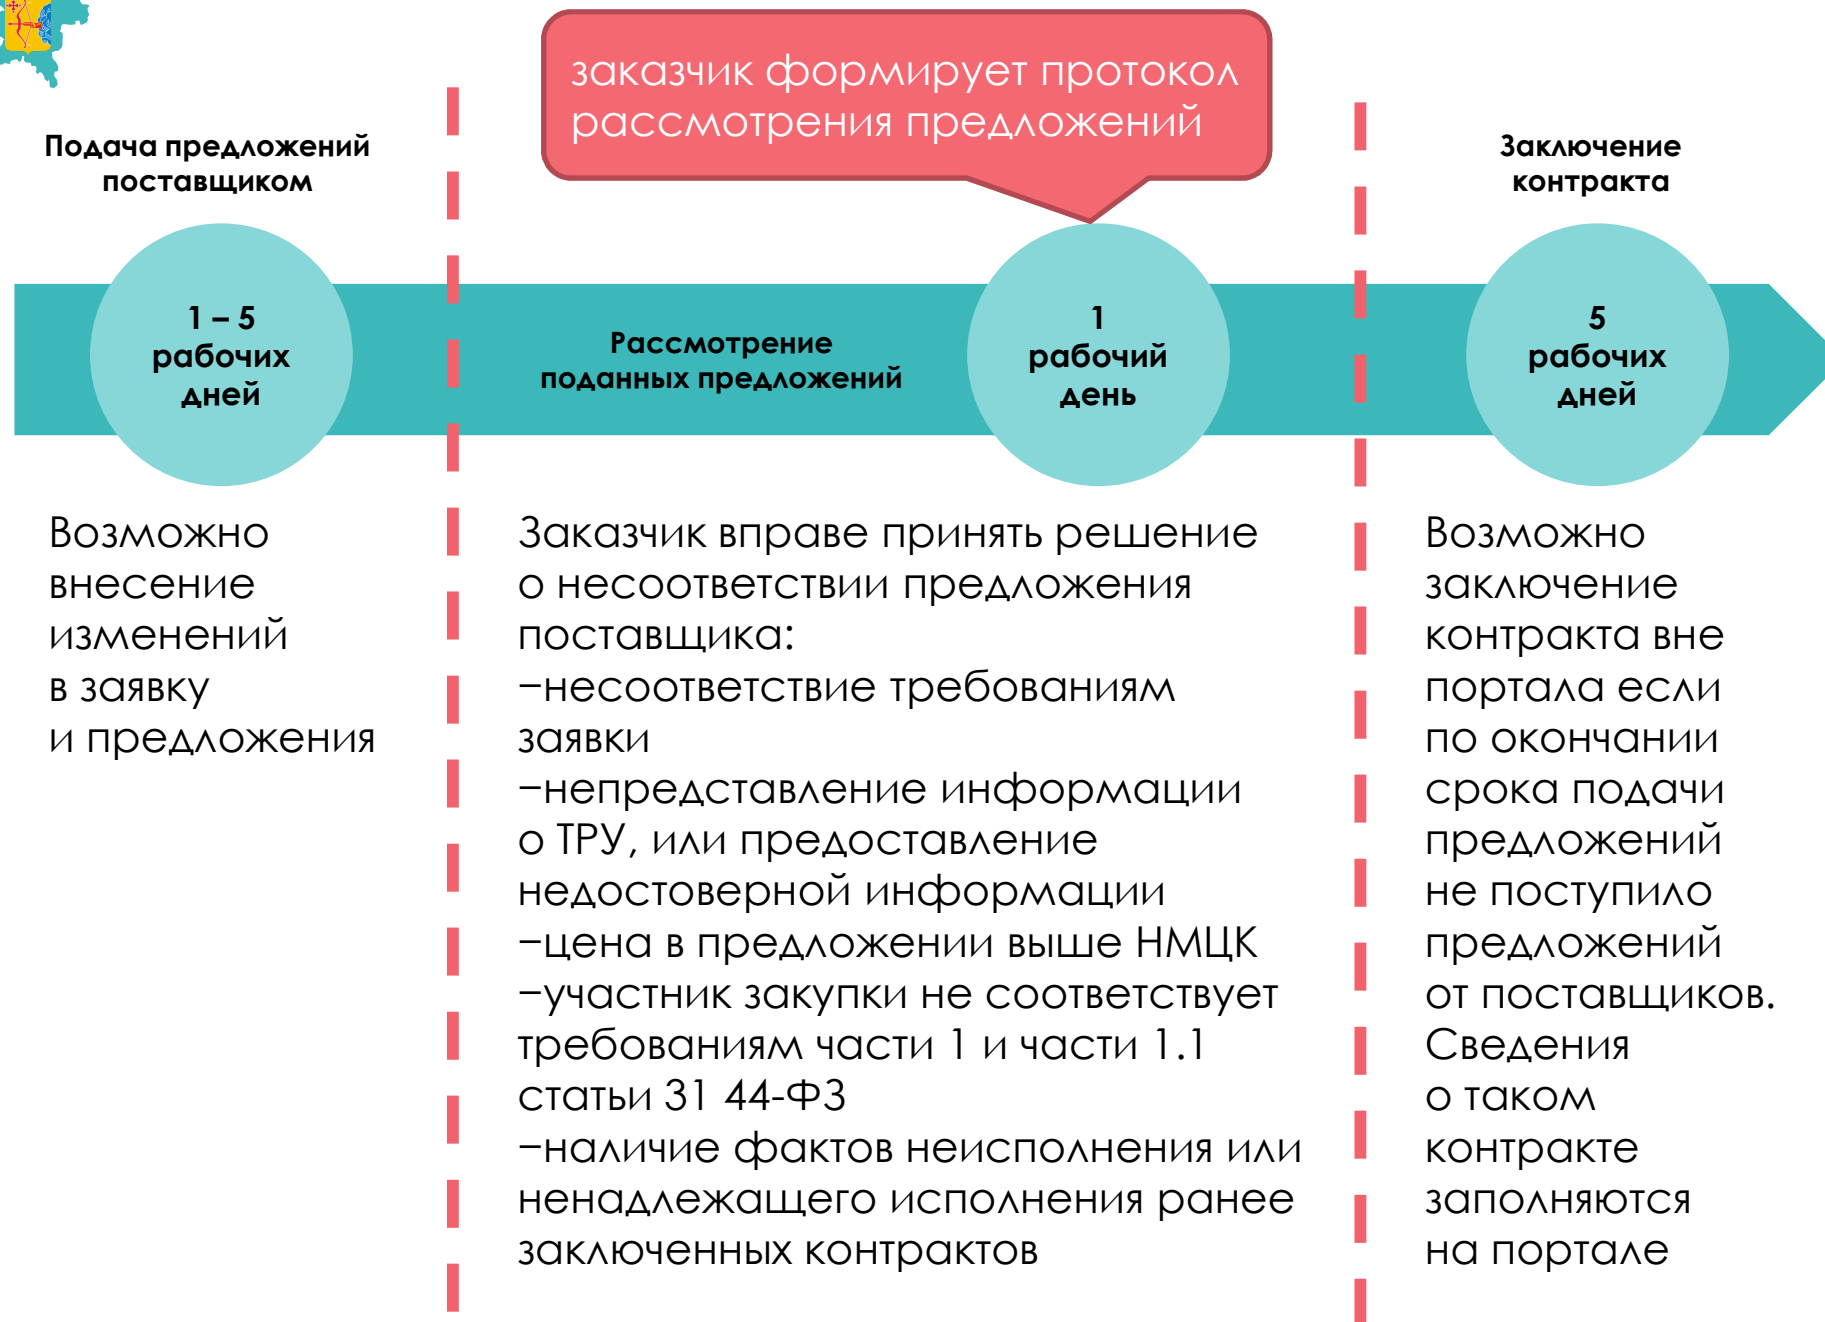 заказчик формирует протокол
рассмотрения предложений
Подача предложений
поставщиком
1 – 5
рабочих
дней
Возможно
внесение
изменений
в заявку
и предложения
Рассмотрение
поданных предложений
1
рабочий
день
Заказчик вправе принять решение
о несоответствии предложения
поставщика:
–несоответствие требованиям
заявки
–непредставление информации
о ТРУ, или предоставление
недостоверной информации
–цена в предложении выше НМЦК
–участник закупки не соответствует
требованиям части 1 и части 1.1
статьи 31 44-ФЗ
–наличие фактов неисполнения или
ненадлежащего исполнения ранее
заключенных контрактов
Заключение
контракта
5
рабочих
дней
Возможно
заключение
контракта вне
портала если
по окончании
срока подачи
предложений
не поступило
предложений
от поставщиков.
Сведения
о таком
контракте
заполняются
на портале